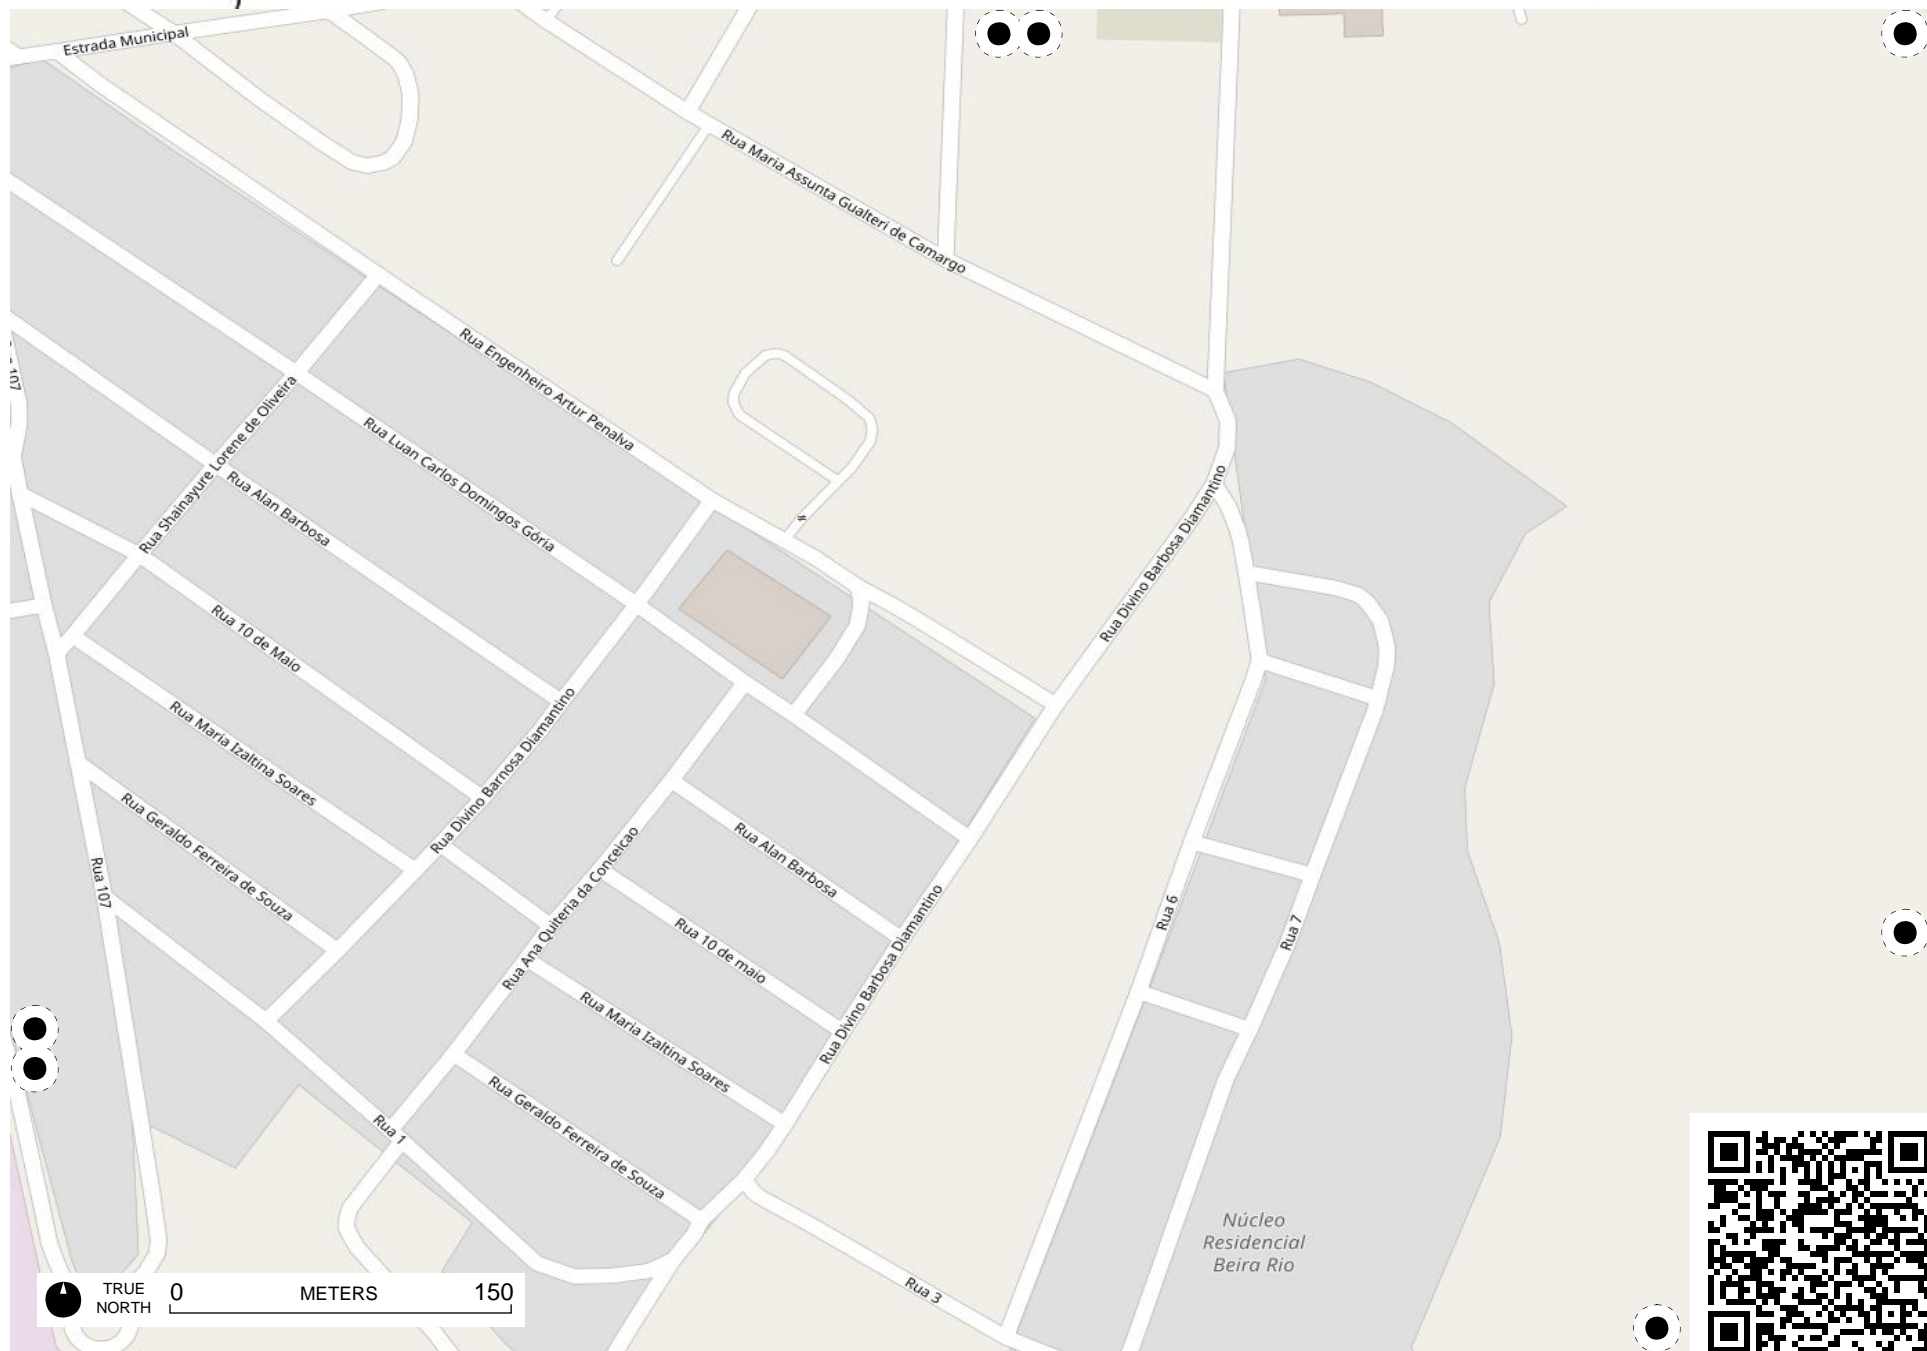 Estrada Municipal
Rua Maria Assunta Gualteri de Camargo
Rua Engenheiro Artur Penalva
107
Rua Shainayure Lorene de Oliveira
Rua Luan Carlos Domingos Gória
Rua Alan Barbosa
Rua Divino Barbosa Diamantino
Rua 10 de Maio
Rua Maria Izaltina Soares
Rua Divino Barnosa Diamantino
Rua Geraldo Ferreira de Souza
Rua 107
Rua Ana Quiteria da Conceicao
Rua Alan Barbosa
Rua 10 de maio
Rua Divino Barbosa Diamantino
Rua 6
Rua 7
Rua Maria Izaltina Soares
Rua Geraldo Ferreira de Souza
Rua 1
Núcleo
Residencial
Beira Rio
Rua 3
TRUE
NORTH
0 METERS 150